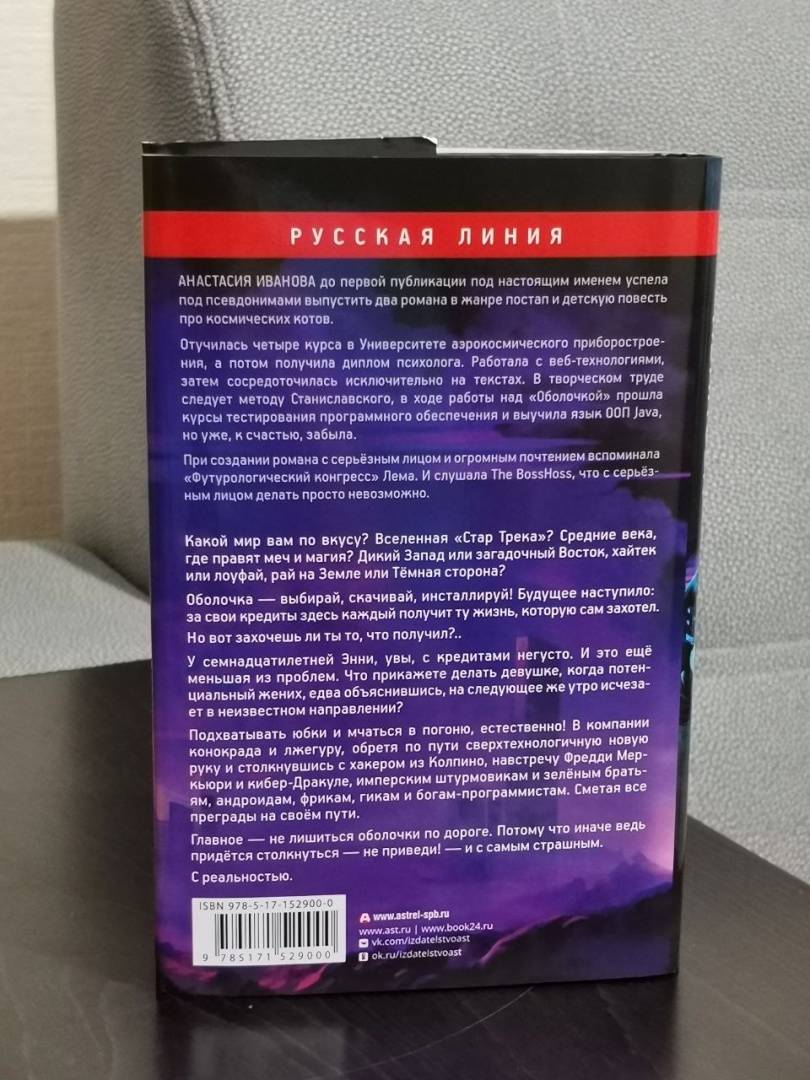 РУССКАЯ ЛИНИЯ
АНАСТАСИЯ ИВАНОВА до первой публикации под настоящим именем успела
под псевдонимами выпустить два романа в жанре постап и детскую повесть
про космических котов.
Отучилась четыре курса в Университете аэрокосмического приборострое-
ния, а потом получила диплом психолога. Работала с веб-технологиями,
затем сосредоточилась исключительно на текстах. В творческом труде
следует методу Станиславского, в ходе работы над «Оболочкой» прошла
курсы тестирования программного обеспечения и выучила язык ООП Java,
но уже, к счастью, забыла.
При создании романа с серьёзным лицом и огромным почтением вспоминала
«Футурологический конгресс» Лема. И слушала The BossHoss, что с серьёз-
ным лицом делать просто невозможно.
Какой мир вам по вкусу? Вселенная «Стар Трека»? Средние века,
где правят меч и магия? Дикий Запад или загадочный Восток, хайтек
или лоуфай, рай на Земле или Тёмная сторона?
Оболочка — выбирай, скачивай, инсталлируй! Будущее наступило:
за свои кредиты здесь каждый получит ту жизнь, которую сам захотел.
Но вот захочешь ли ты то, что получил?..
У семнадцатилетней Энни, увы, с кредитами негусто. И это ещё
меньшая из проблем. Что прикажете делать девушке, когда потен-
циальный жених, едва объяснившись, на следующее же утро исчеза-
ет в неизвестном направлении?
Подхватывать юбки и мчаться в погоню, естественно! В компании
конокрада и лжегуру, обретя по пути сверхтехнологичную новую
руку и столкнувшись с хакером из Колпино, навстречу Фредди Мер-
кьюри и кибер-Дракуле, имперским штурмовикам и зелёным брать-
ям, андроидам, фрикам, гикам и богам-программистам. Сметая все
преграды на своём пути.
Главное — не лишиться оболочки по дороге. Потому что иначе ведь
придётся столкнуться — не приведи! — и с самым страшным.
С реальностью.
ISBN 978-5-17-152900-0
9 785171 529000
www.astrel-spb.ru
www.ast.ru | www.book24.ru
vk.com/izdatelstvoast
ok.ru/izdatelstvoast